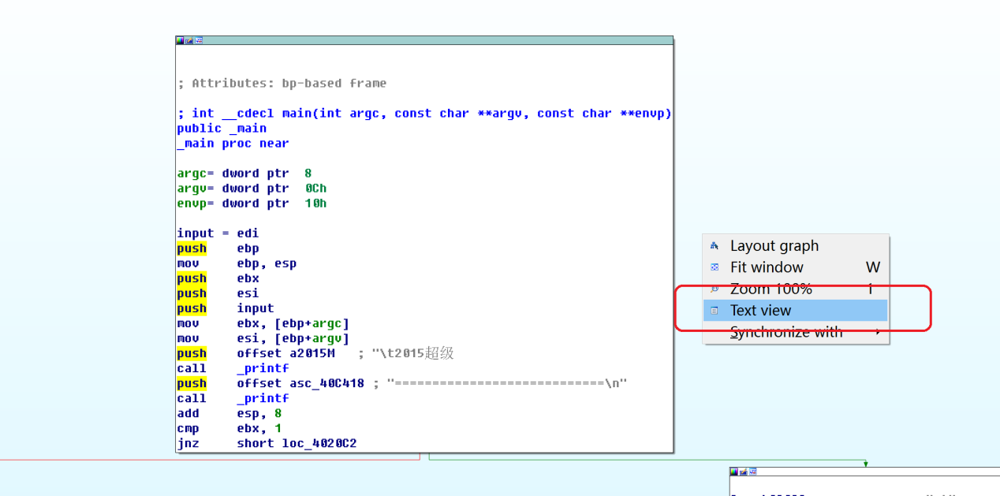 ; Attributes: bp-based frame
; int __cdecl main(int argc, const char **argv, const char **envp)
public _main
_main proc near
argc= dword ptr  8
argv= dword ptr  0Ch
envp= dword ptr  10h
input = edi
push    ebp
mov     ebp, esp
push    ebx
push    esi
push    input
mov     ebx, [ebp+argc]
mov     esi, [ebp+argv]
push    offset a2015M   ; "\t2015超级
call    _printf
push    offset asc_40C418 ; "============================\n"
call    _printf
add     esp, 8
cmp     ebx, 1
jnz     short loc_4020C2
Layout graph
Fit window W
Zoom 100% 1
Text view
Synchronize with